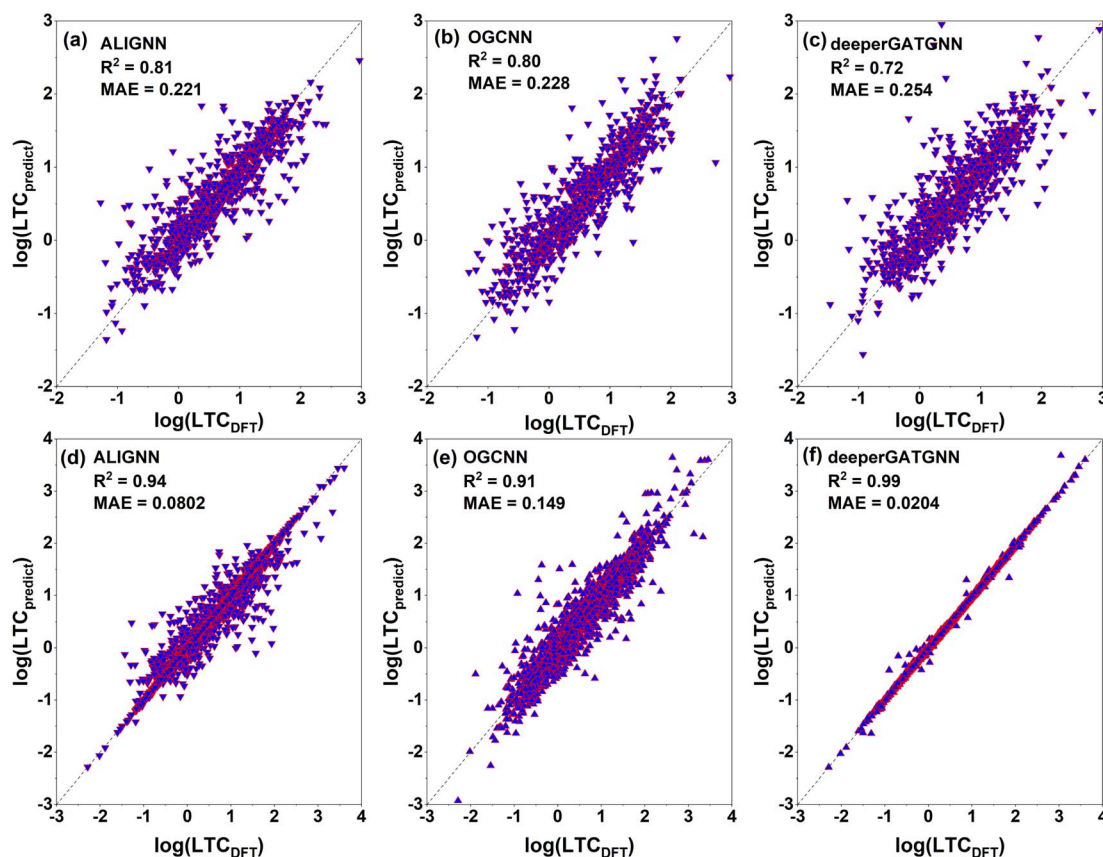 (a) ALIGNN
R² = 0.81
MAE = 0.221
3
2
1
0
-1
-2
log(LTC_predict)
-2 -1 0 1 2 3
log(LTC_DFT)
(b) OGCNN
R² = 0.80
MAE = 0.228
3
2
1
0
-1
-2
log(LTC_predict)
-2 -1 0 1 2 3
log(LTC_DFT)
(c) deeperGATGNN
R² = 0.72
MAE = 0.254
3
2
1
0
-1
-2
log(LTC_predict)
-2 -1 0 1 2 3
log(LTC_DFT)
(d) ALIGNN
R² = 0.94
MAE = 0.0802
4
3
2
1
0
-1
-2
-3
log(LTC_predict)
-3 -2 -1 0 1 2 3 4
log(LTC_DFT)
(e) OGCNN
R² = 0.91
MAE = 0.149
4
3
2
1
0
-1
-2
-3
log(LTC_predict)
-3 -2 -1 0 1 2 3 4
log(LTC_DFT)
(f) deeperGATGNN
R² = 0.99
MAE = 0.0204
4
3
2
1
0
-1
-2
-3
log(LTC_predict)
-3 -2 -1 0 1 2 3 4
log(LTC_DFT)